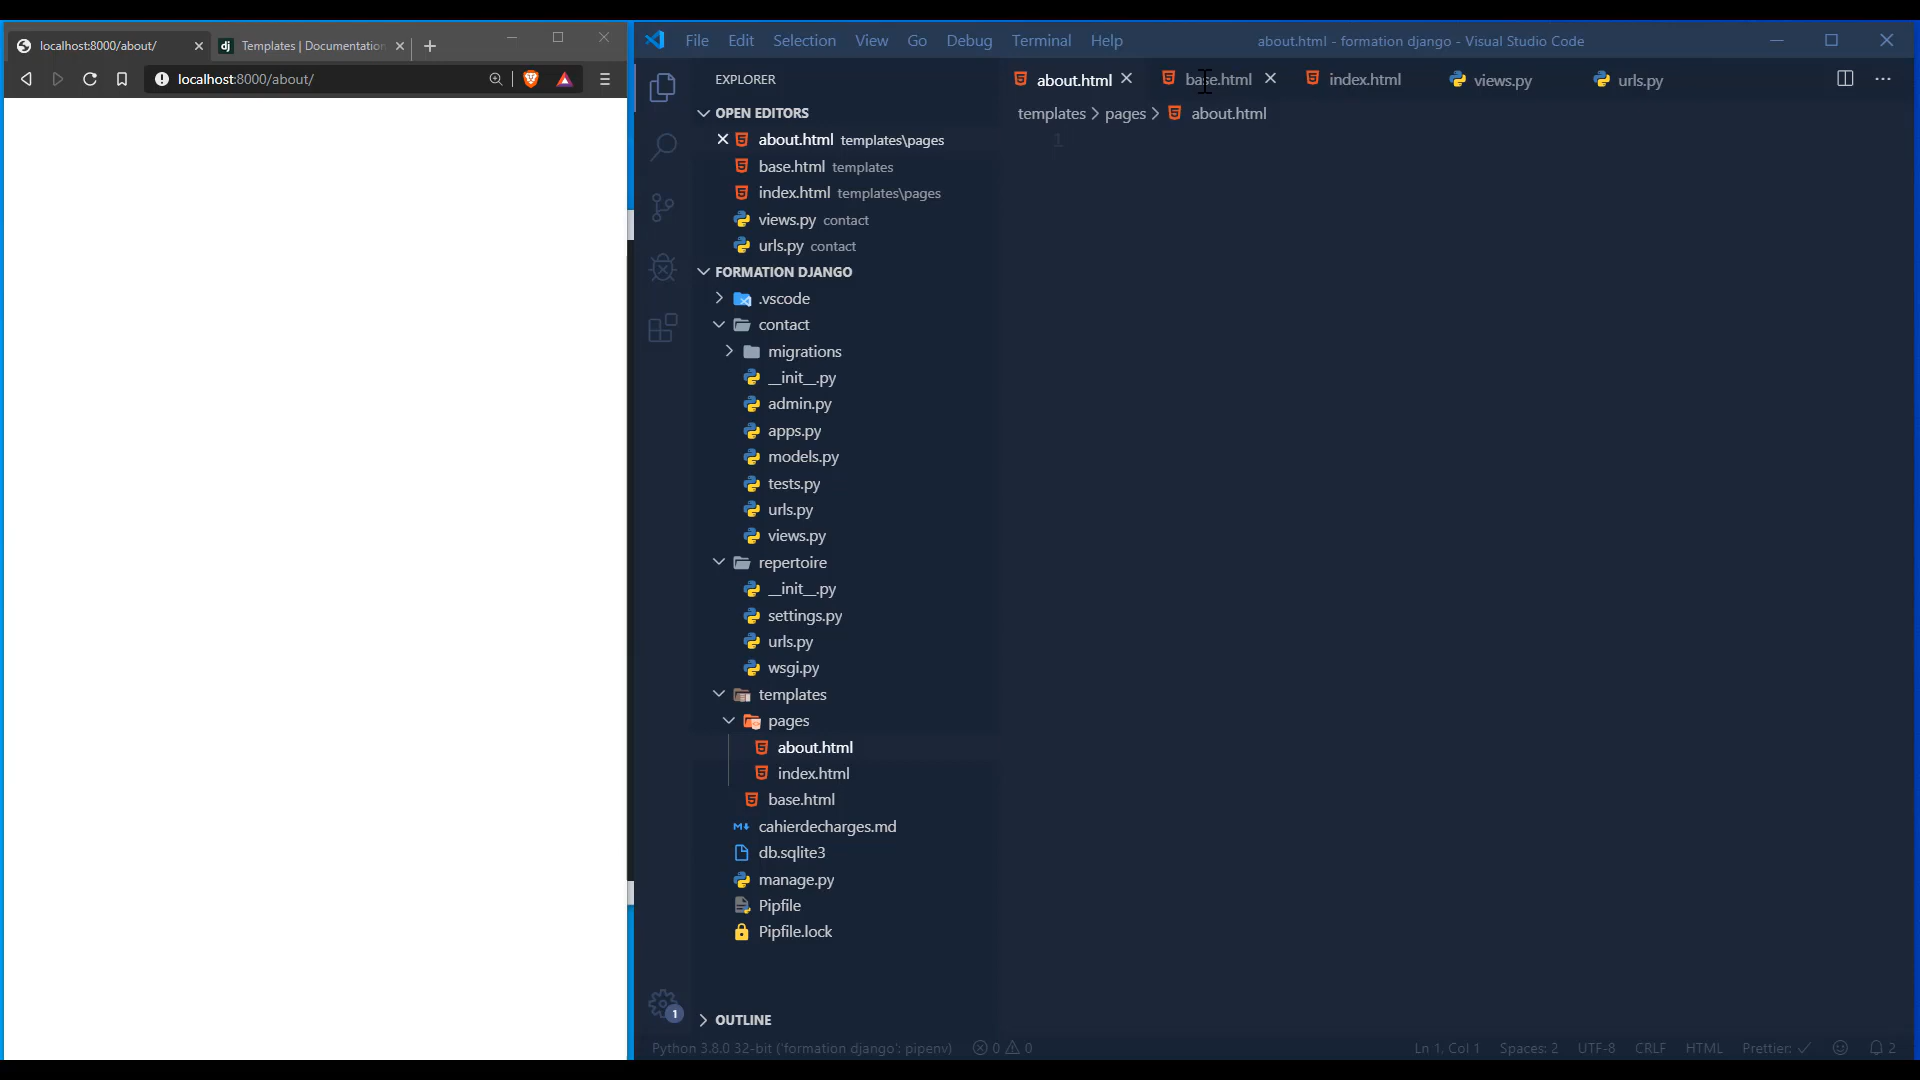 localhost:8000/about/
Templates | Documentation
localhost:8000/about/
File Edit Selection View Go Debug Terminal Help
about.html - formation django - Visual Studio Code
EXPLORER
about.html
base.html
index.html
views.py
urls.py
OPEN EDITORS
templates > pages > about.html
about.html templates\pages
1
base.html templates
index.html templates\pages
views.py contact
urls.py contact
FORMATION DJANGO
.vscode
contact
migrations
__init__.py
admin.py
apps.py
models.py
tests.py
urls.py
views.py
repertoire
__init__.py
settings.py
urls.py
wsgi.py
templates
pages
about.html
index.html
base.html
cahierdecharges.md
db.sqlite3
manage.py
Pipfile
Pipfile.lock
1
OUTLINE
Python 3.8.0 32-bit ('formation django': pipenv) 0 0 Ln 1, Col 1 Spaces: 2 UTF-8 CRLF HTML Prettier: ✓ 2